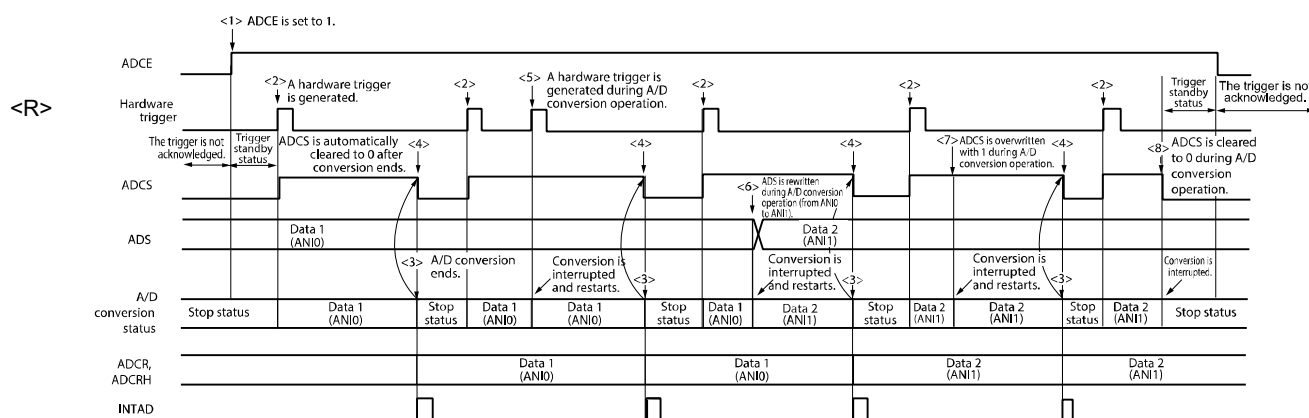 <1> ADCE is set to 1.
ADCE
<R>
Hardware
trigger
<2> A hardware trigger
is generated.
<2>
<5> A hardware trigger is
generated during A/D
conversion operation.
<2>
<2>
<2>
Trigger
standby
status
The trigger is not
acknowledged.
The trigger is not
acknowledged.
Trigger
standby
status
ADCS is automatically
cleared to 0 after
conversion ends.
<4>
<4>
<4>
<7> ADCS is overwritten
with 1 during A/D
conversion operation.
<4>
<8> ADCS is cleared
to 0 during A/D
conversion
operation.
ADCS
<6>
ADS is rewritten
during A/D conversion
operation (from ANI0
to ANI1).
ADS
Data 1
(ANI0)
Data 2
(ANI1)
<3> A/D conversion
ends.
Conversion is
interrupted
and restarts.
<3>
Conversion is
interrupted
and restarts.
<3>
Conversion is
interrupted
and restarts.
<3>
Conversion is
interrupted.
A/D
conversion
status
Stop status
Data 1
(ANI0)
Stop
status
Data 1
(ANI0)
Data 1
(ANI0)
Stop
status
Data 1
(ANI0)
Data 2
(ANI1)
Stop
status
Data 2
(ANI1)
Data 2
(ANI1)
Stop
status
Data 2
(ANI1)
Stop status
ADCR,
ADCRH
Data 1
(ANI0)
Data 1
(ANI0)
Data 2
(ANI1)
Data 2
(ANI1)
INTAD